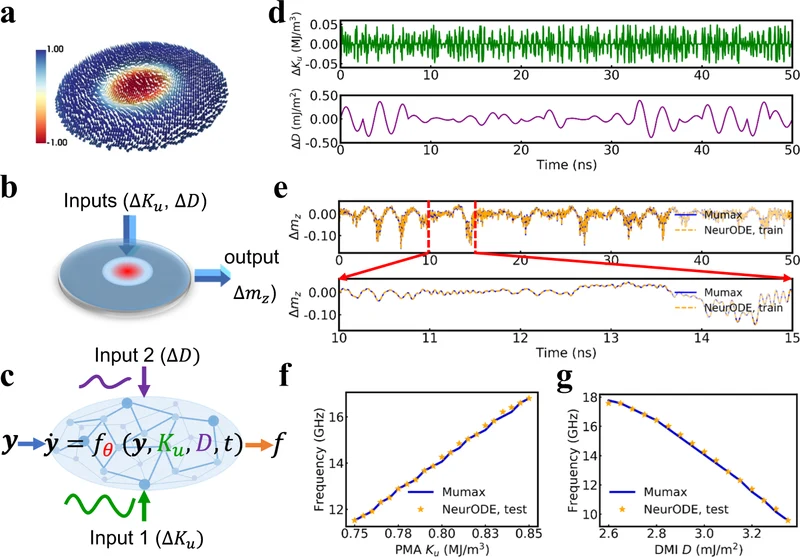 a
1.00
-1.00
b
Inputs (ΔKu, ΔD)
output
Δmz)
c
Input 2 (ΔD)
y
ẏ = fθ (y, Ku, D, t)
f
Input 1 (ΔKu)
d
ΔKu (MJ/m³)
0.05
0.00
-0.05
0 10 20 30 40 50
ΔD (mJ/m²)
0.50
0.00
-0.50
0 10 20 30 40 50
Time (ns)
e
Δmz
0.00
-0.10
Mumax
NeurODE, train
0 10 20 30 40 50
Δmz
0.00
-0.10
Mumax
NeurODE, train
10 11 12 13 14 15
Time (ns)
f
Frequency (GHz)
16
14
12
Mumax
NeurODE, test
0.75 0.78 0.80 0.83 0.85
PMA Ku (MJ/m³)
g
Frequency (GHz)
18
16
14
12
10
Mumax
NeurODE, test
2.6 2.8 3.0 3.2
DMI D (mJ/m²)